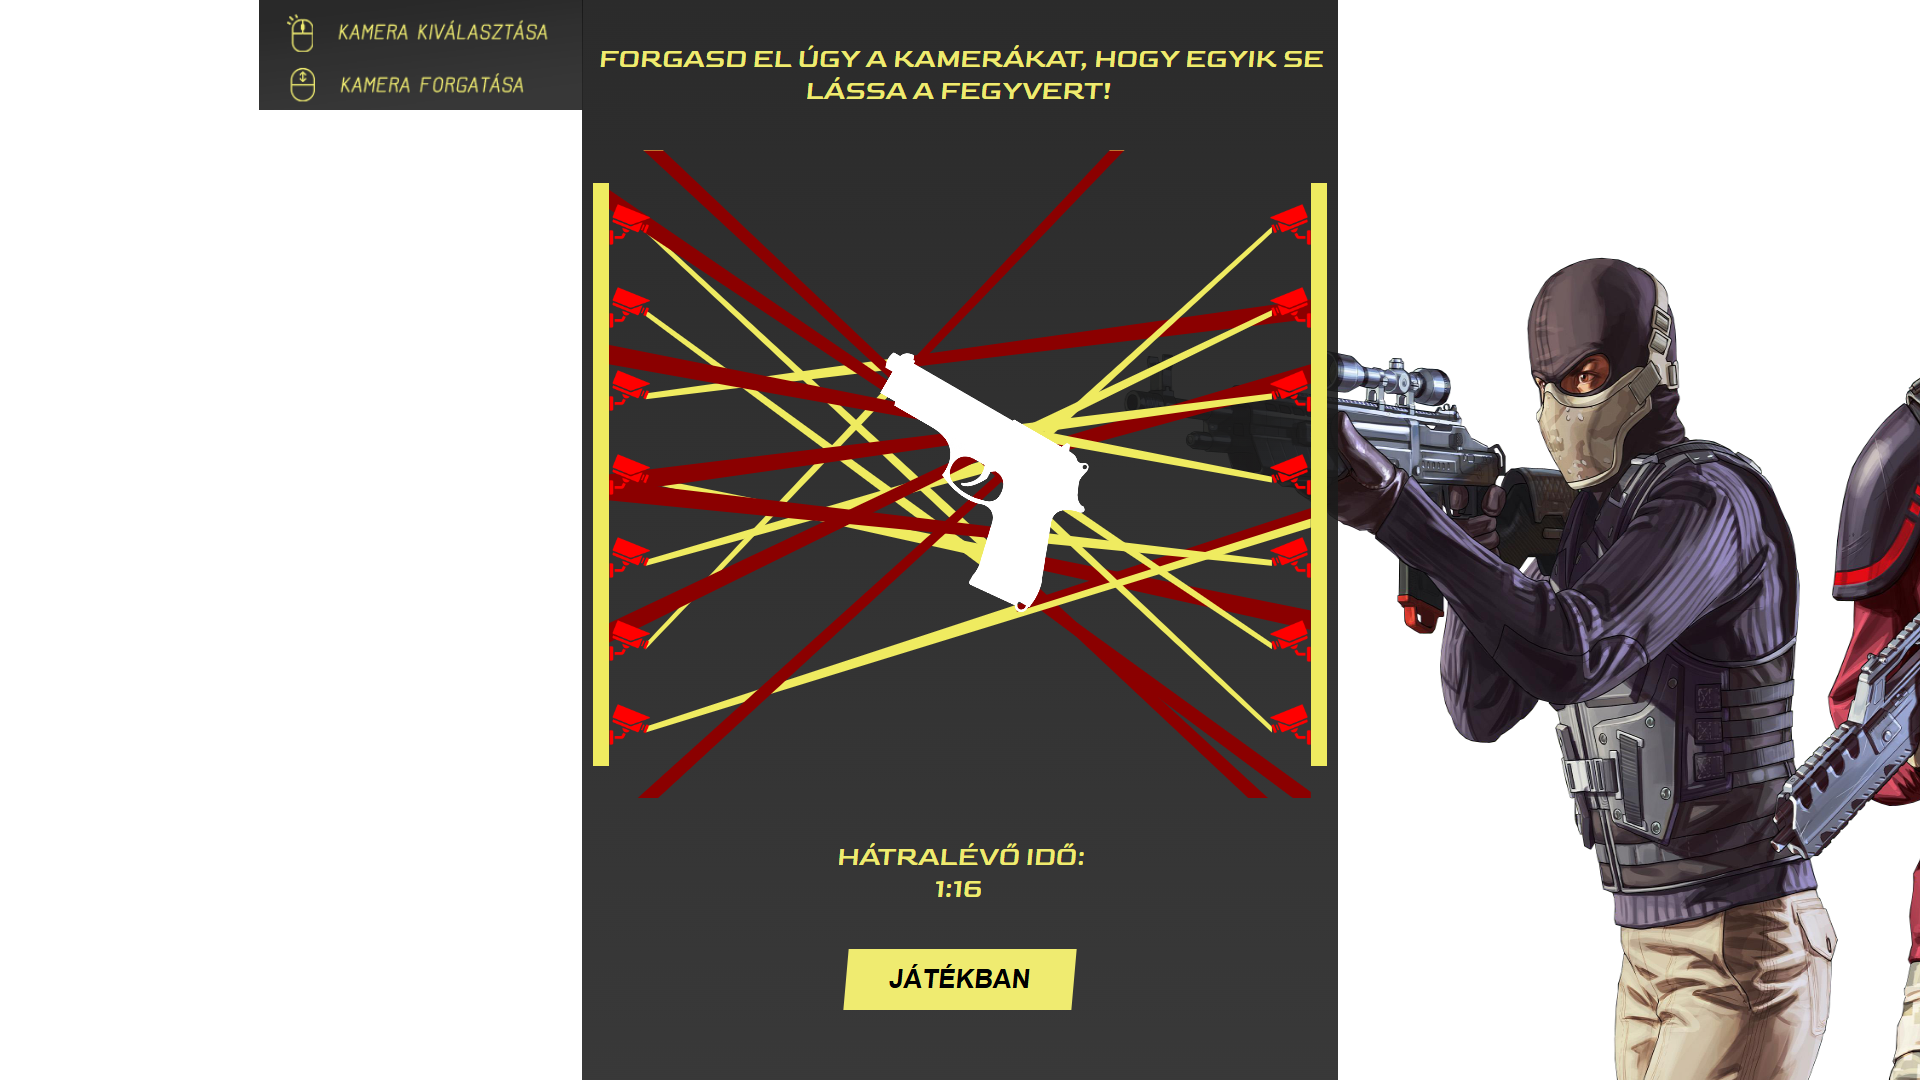 KAMERA KIVÁLASZTÁSA
KAMERA FORGATÁSA
FORGASD EL ÚGY A KAMERÁKAT, HOGY EGYIK SE
LÁSSA A FEGYVERT!
HÁTRALÉVŐ IDŐ:
1:16
JÁTÉKBAN